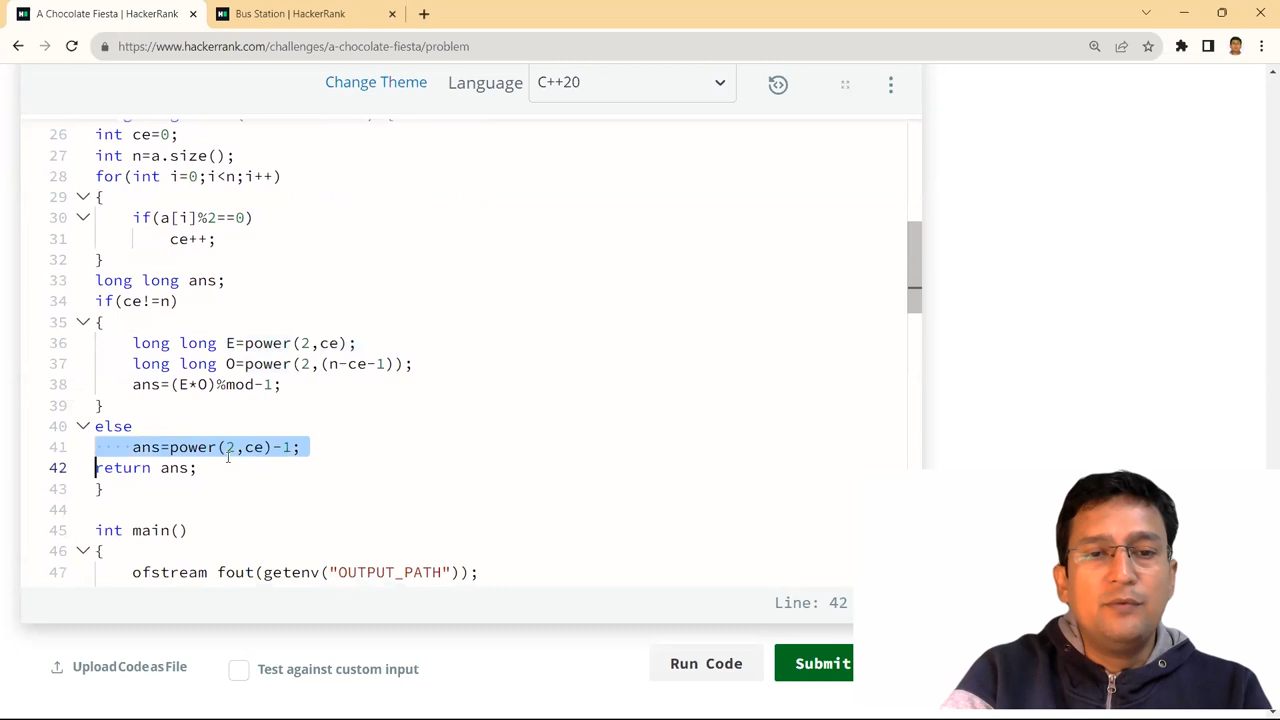 A Chocolate Fiesta | HackerRank
Bus Station | HackerRank
https://www.hackerrank.com/challenges/a-chocolate-fiesta/problem
Change Theme Language C++20
26 int ce=0;
27 int n=a.size();
28 for(int i=0;i<n;i++)
29 {
30 if(a[i]%2==0)
31 ce++;
32 }
33 long long ans;
34 if(ce!=n)
35 {
36 long long E=power(2,ce);
37 long long O=power(2,(n-ce-1));
38 ans=(E*O)%mod-1;
39 }
40 else
41 ····ans=power(2,ce)-1;
42 return ans;
43 }
44
45 int main()
46 {
47 ofstream fout(getenv("OUTPUT_PATH"));
Line: 42
Upload Code as File Test against custom input Run Code Submit